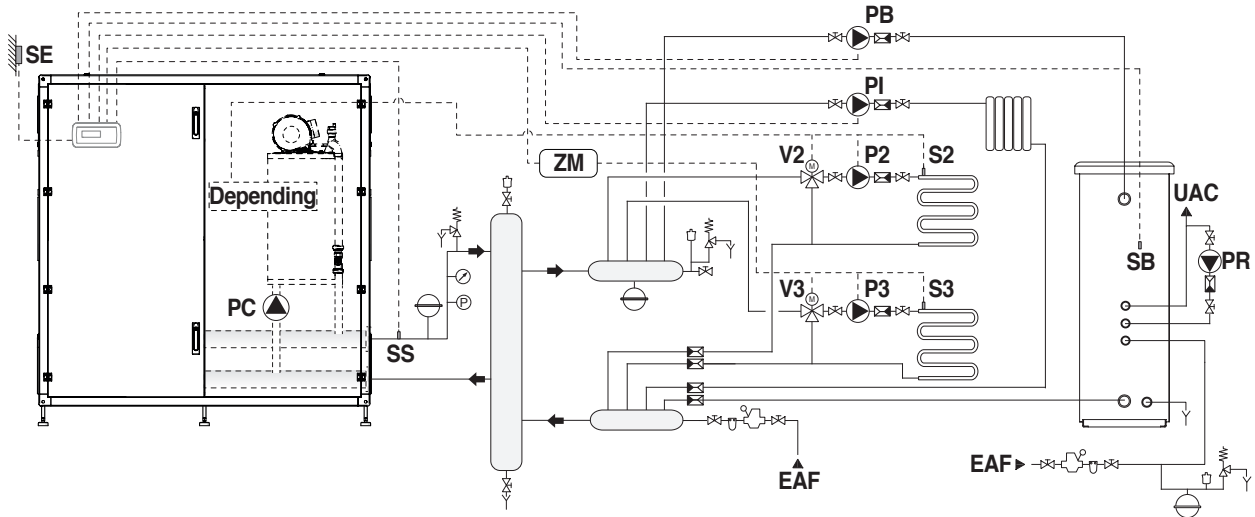 PB
SE
PI
ZM
V2
M
P2
S2
Depending
UAC
SB
PR
PC
P
SS
V3
M
P3
S3
EAF
EAF